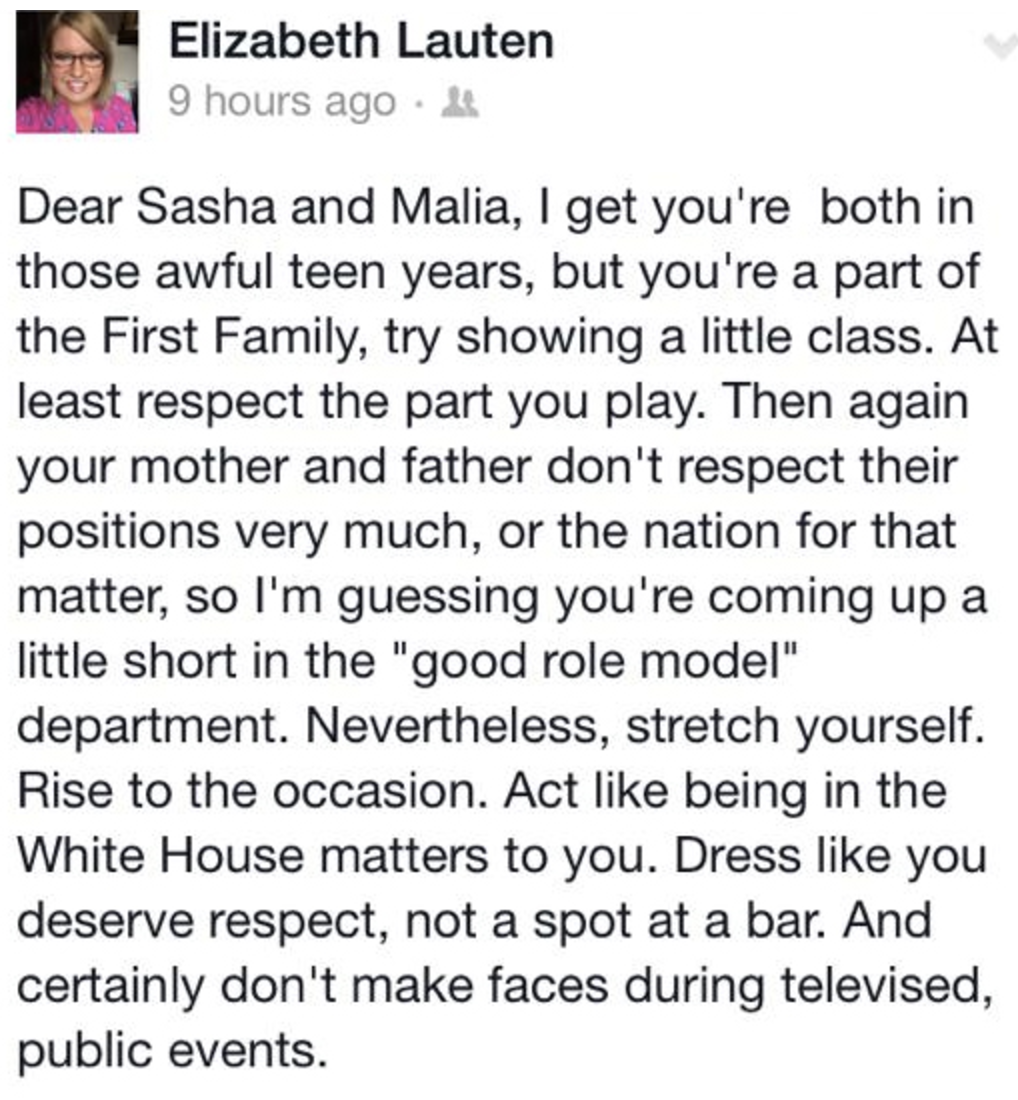 Elizabeth Lauten
9 hours ago ·
Dear Sasha and Malia, I get you're  both in
those awful teen years, but you're a part of
the First Family, try showing a little class. At
least respect the part you play. Then again
your mother and father don't respect their
positions very much, or the nation for that
matter, so I'm guessing you're coming up a
little short in the "good role model"
department. Nevertheless, stretch yourself.
Rise to the occasion. Act like being in the
White House matters to you. Dress like you
deserve respect, not a spot at a bar. And
certainly don't make faces during televised,
public events.